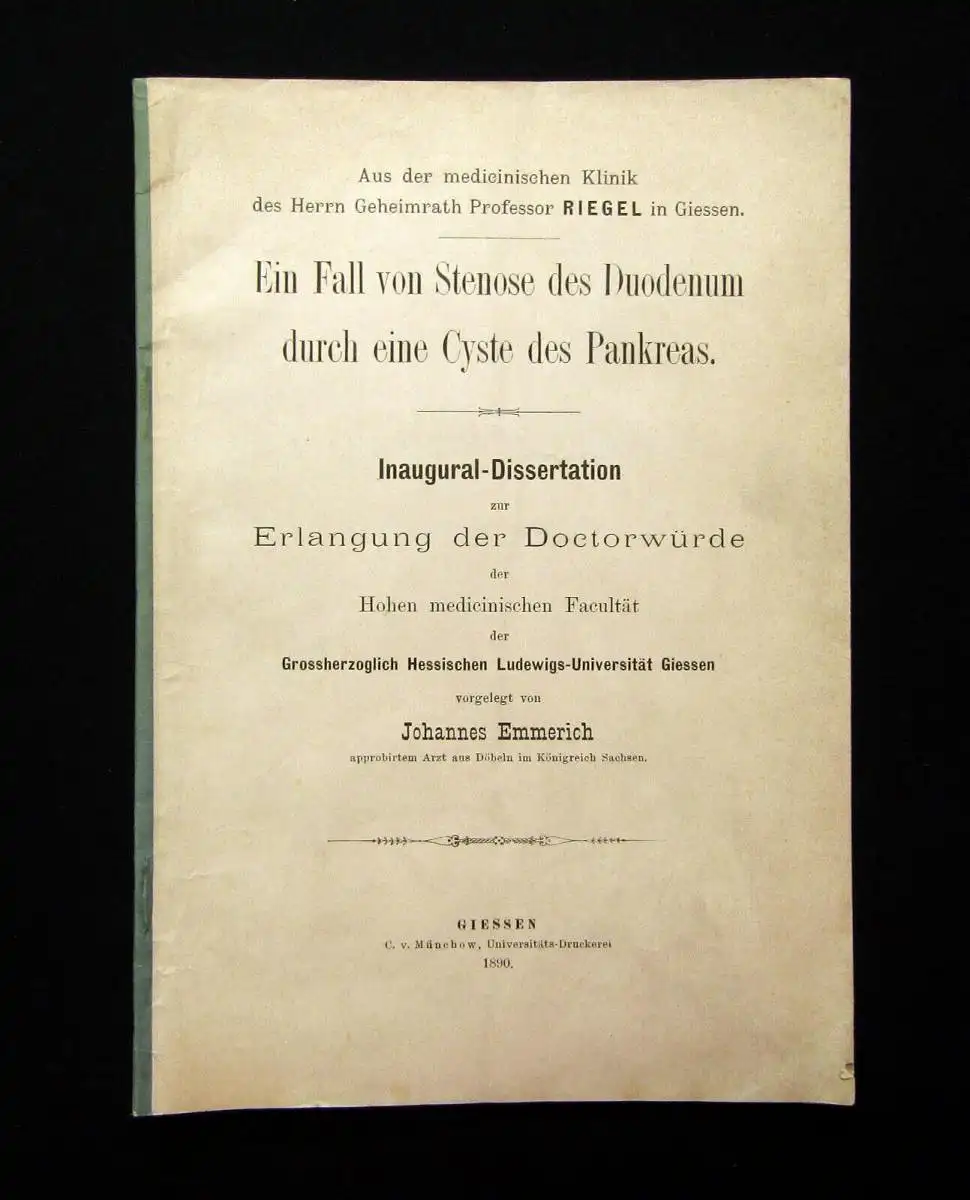 Aus der medicinischen Klinik
des Herrn Geheimrath Professor RIEGEL in Giessen.
Ein Fall von Stenose des Duodenum
durch eine Cyste des Pankreas.
Inaugural-Dissertation
zur
Erlangung der Doctorwürde
der
Hohen medicinischen Facultät
der
Grossherzoglich Hessischen Ludewigs-Universität Giessen
vorgelegt von
Johannes Emmerich
approbirtem Arzt aus Döbeln im Königreich Sachsen.
GIESSEN
C. v. Münchow, Universitäts-Druckerei
1890.